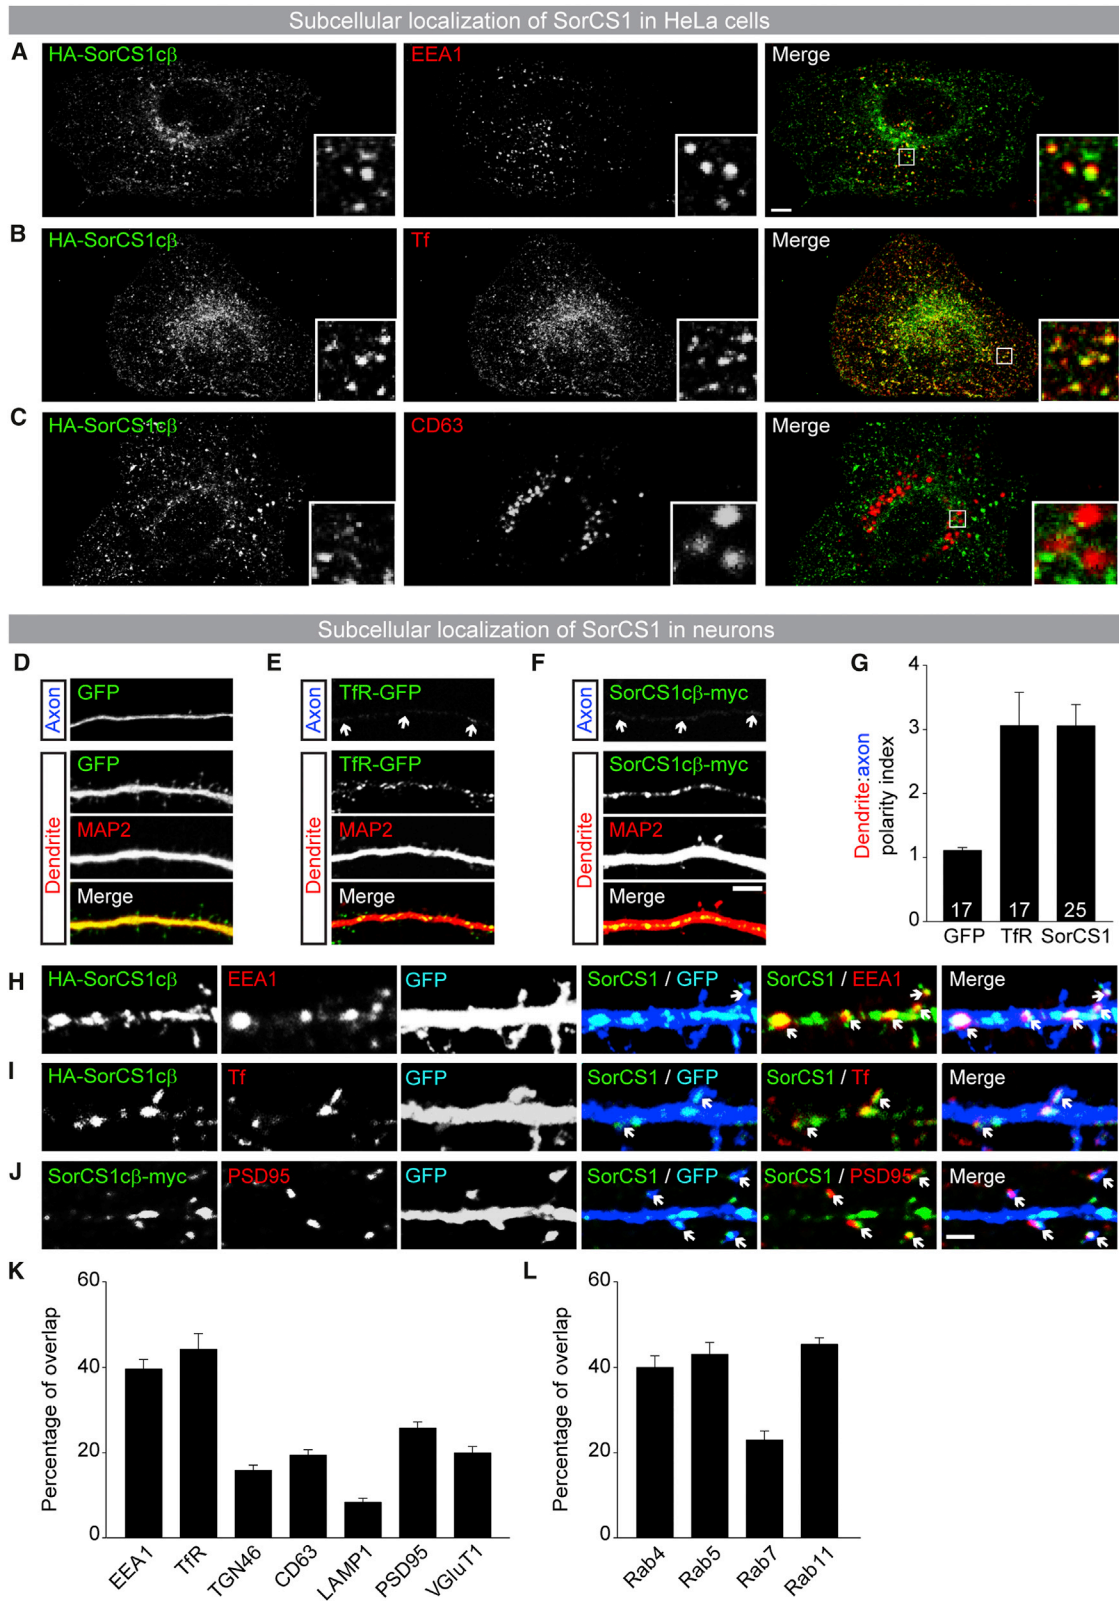 Subcellular localization of SorCS1 in HeLa cells
A
HA-SorCS1cβ
EEA1
Merge
B
HA-SorCS1cβ
Tf
Merge
C
HA-SorCS1cβ
CD63
Merge
Subcellular localization of SorCS1 in neurons
D
Axon
GFP
Dendrite
GFP
MAP2
Merge
E
Axon
TfR-GFP
Dendrite
TfR-GFP
MAP2
Merge
F
Axon
SorCS1cβ-myc
Dendrite
SorCS1cβ-myc
MAP2
Merge
G
Dendrite:axon
polarity index
4
3
2
1
0
17
17
25
GFP
TfR
SorCS1
H
HA-SorCS1cβ
EEA1
GFP
SorCS1 / GFP
SorCS1 / EEA1
Merge
I
HA-SorCS1cβ
Tf
GFP
SorCS1 / GFP
SorCS1 / Tf
Merge
J
SorCS1cβ-myc
PSD95
GFP
SorCS1 / GFP
SorCS1 / PSD95
Merge
K
Percentage of overlap
60
40
20
0
EEA1
TfR
TGN46
CD63
LAMP1
PSD95
VGluT1
L
Percentage of overlap
60
40
20
0
Rab4
Rab5
Rab7
Rab11